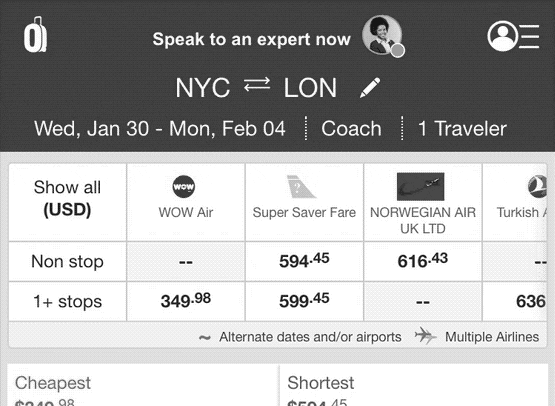 Speak to an expert now
NYC ⇄ LON
Wed, Jan 30 - Mon, Feb 04 Coach 1 Traveler
Show all
(USD)
WOW
WOW Air
?
Super Saver Fare
NORWEGIAN AIR
UK LTD
Turkish A
Non stop -- 594.45 616.43 --
1+ stops 349.98 599.45 -- 636
~ Alternate dates and/or airports Multiple Airlines
Cheapest Shortest
$349.98 $594.45